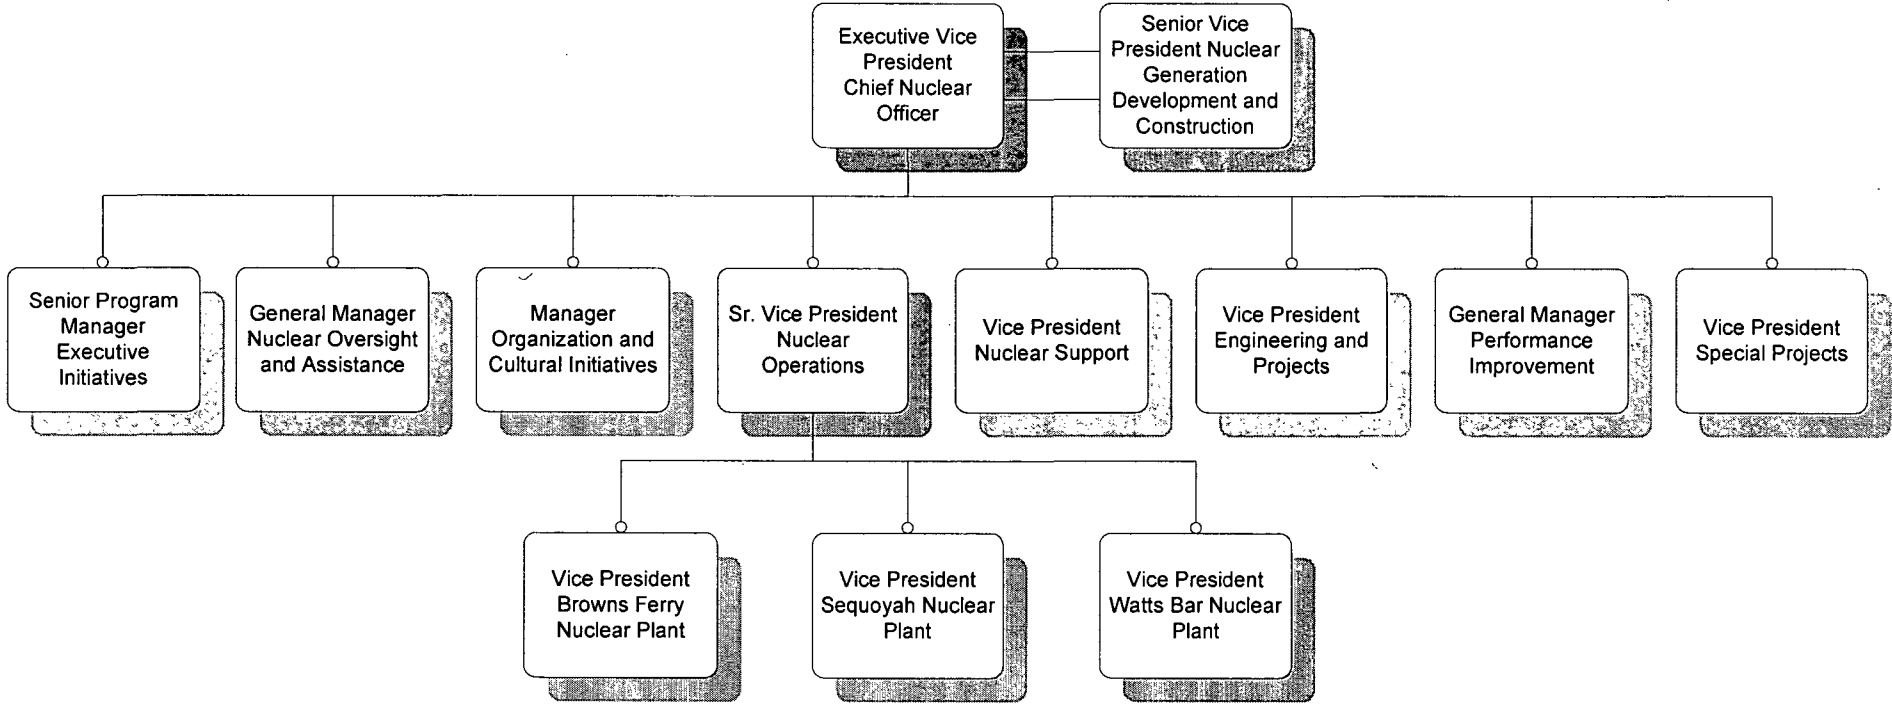 Executive Vice
President
Chief Nuclear
Officer
Senior Vice
President Nuclear
Generation
Development and
Construction
Senior Program
Manager
Executive
Initiatives
General Manager
Nuclear Oversight
and Assistance
Manager
Organization and
Cultural Initiatives
Sr. Vice President
Nuclear
Operations
Vice President
Nuclear Support
Vice President
Engineering and
Projects
General Manager
Performance
Improvement
Vice President
Special Projects
Vice President
Browns Ferry
Nuclear Plant
Vice President
Sequoyah Nuclear
Plant
Vice President
Watts Bar Nuclear
Plant